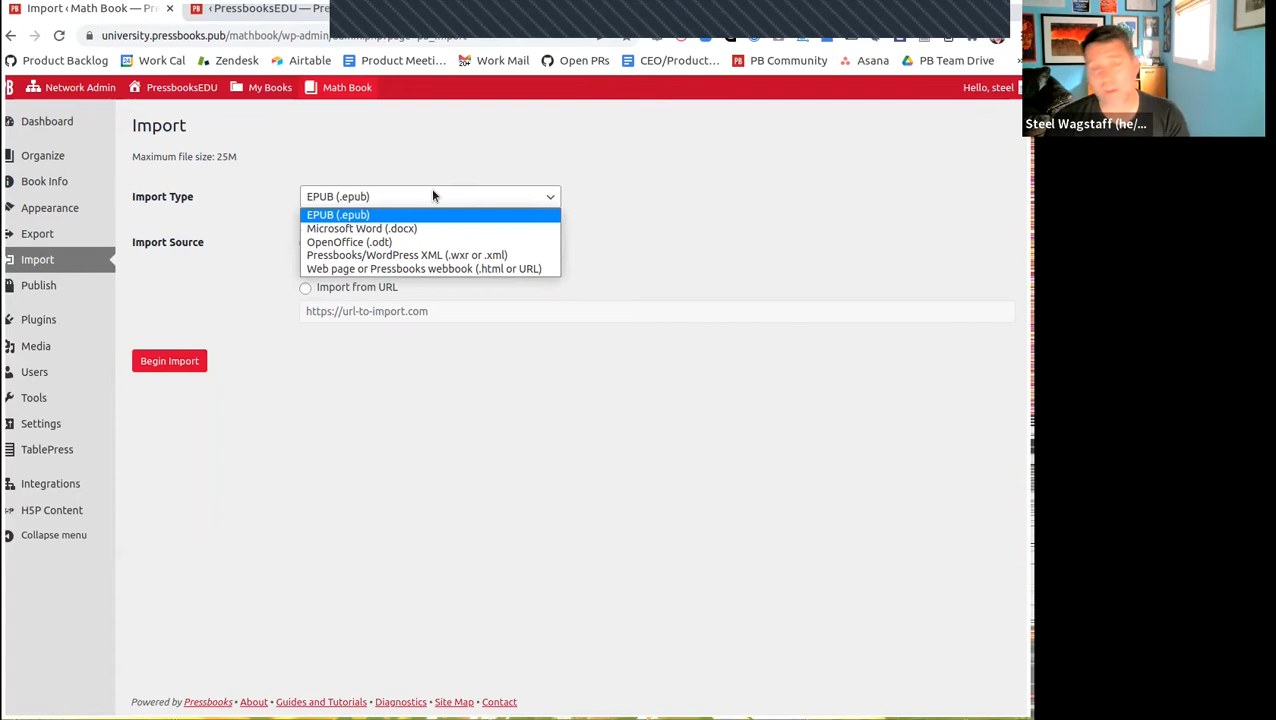 Import ‹ Math Book — Pres
‹ PressbooksEDU — Pre
university.pressbooks.pub/mathbook/wp-admin/admin.php?page=pb_import
Product Backlog
Work Cal
Zendesk
Airtable
Product Meeti...
Work Mail
Open PRs
CEO/Product...
PB Community
Asana
PB Team Drive
Network Admin
PressbooksEDU
My Books
Math Book
Hello, steel
Steel Wagstaff (he/...
Dashboard
Organize
Book Info
Appearance
Export
Import
Publish
Plugins
Media
Users
Tools
Settings
TablePress
Integrations
H5P Content
Collapse menu
Import
Maximum file size: 25M
Import Type
EPUB (.epub)
EPUB (.epub)
Microsoft Word (.docx)
OpenOffice (.odt)
Pressbooks/WordPress XML (.wxr or .xml)
Web page or Pressbooks webbook (.html or URL)
Import Source
Import from URL
https://url-to-import.com
Begin Import
Powered by Pressbooks • About • Guides and Tutorials • Diagnostics • Site Map • Contact